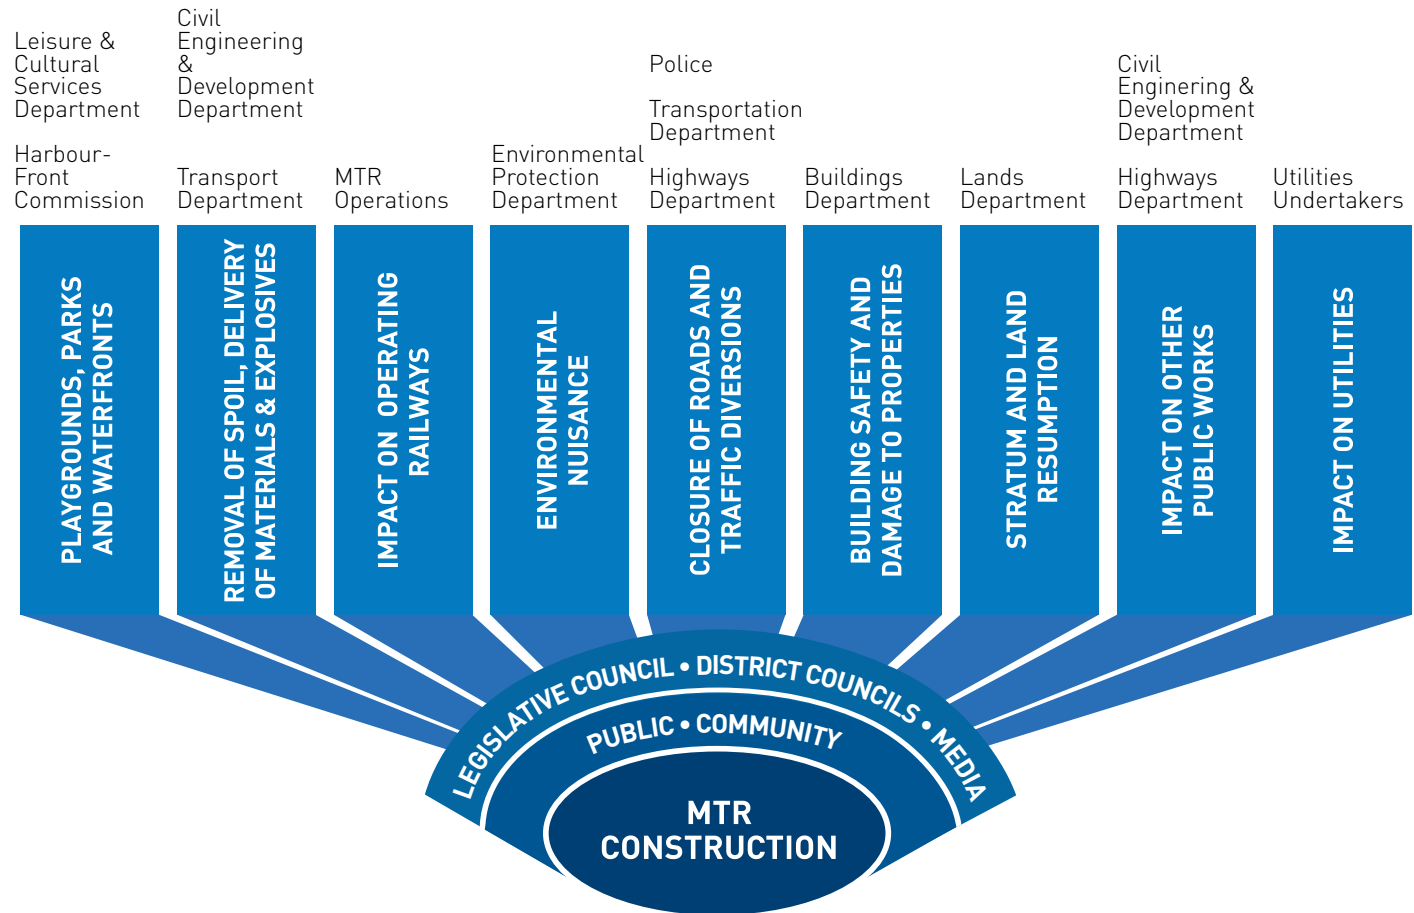 Leisure &
Cultural
Services
Department
Harbour-
Front
Commission
Civil
Engineering
&
Development
Department
Transport
Department
MTR
Operations
Environmental
Protection
Department
Police
Transportation
Department
Highways
Department
Buildings
Department
Lands
Department
Civil
Enginering &
Development
Department
Highways
Department
Utilities
Undertakers
PLAYGROUNDS, PARKS
AND WATERFRONTS
REMOVAL OF SPOIL, DELIVERY
OF MATERIALS & EXPLOSIVES
IMPACT ON OPERATING
RAILWAYS
ENVIRONMENTAL
NUISANCE
CLOSURE OF ROADS AND
TRAFFIC DIVERSIONS
BUILDING SAFETY AND
DAMAGE TO PROPERTIES
STRATUM AND LAND
RESUMPTION
IMPACT ON OTHER
PUBLIC WORKS
IMPACT ON UTILITIES
LEGISLATIVE COUNCIL • DISTRICT COUNCILS • MEDIA
PUBLIC • COMMUNITY
MTR
CONSTRUCTION